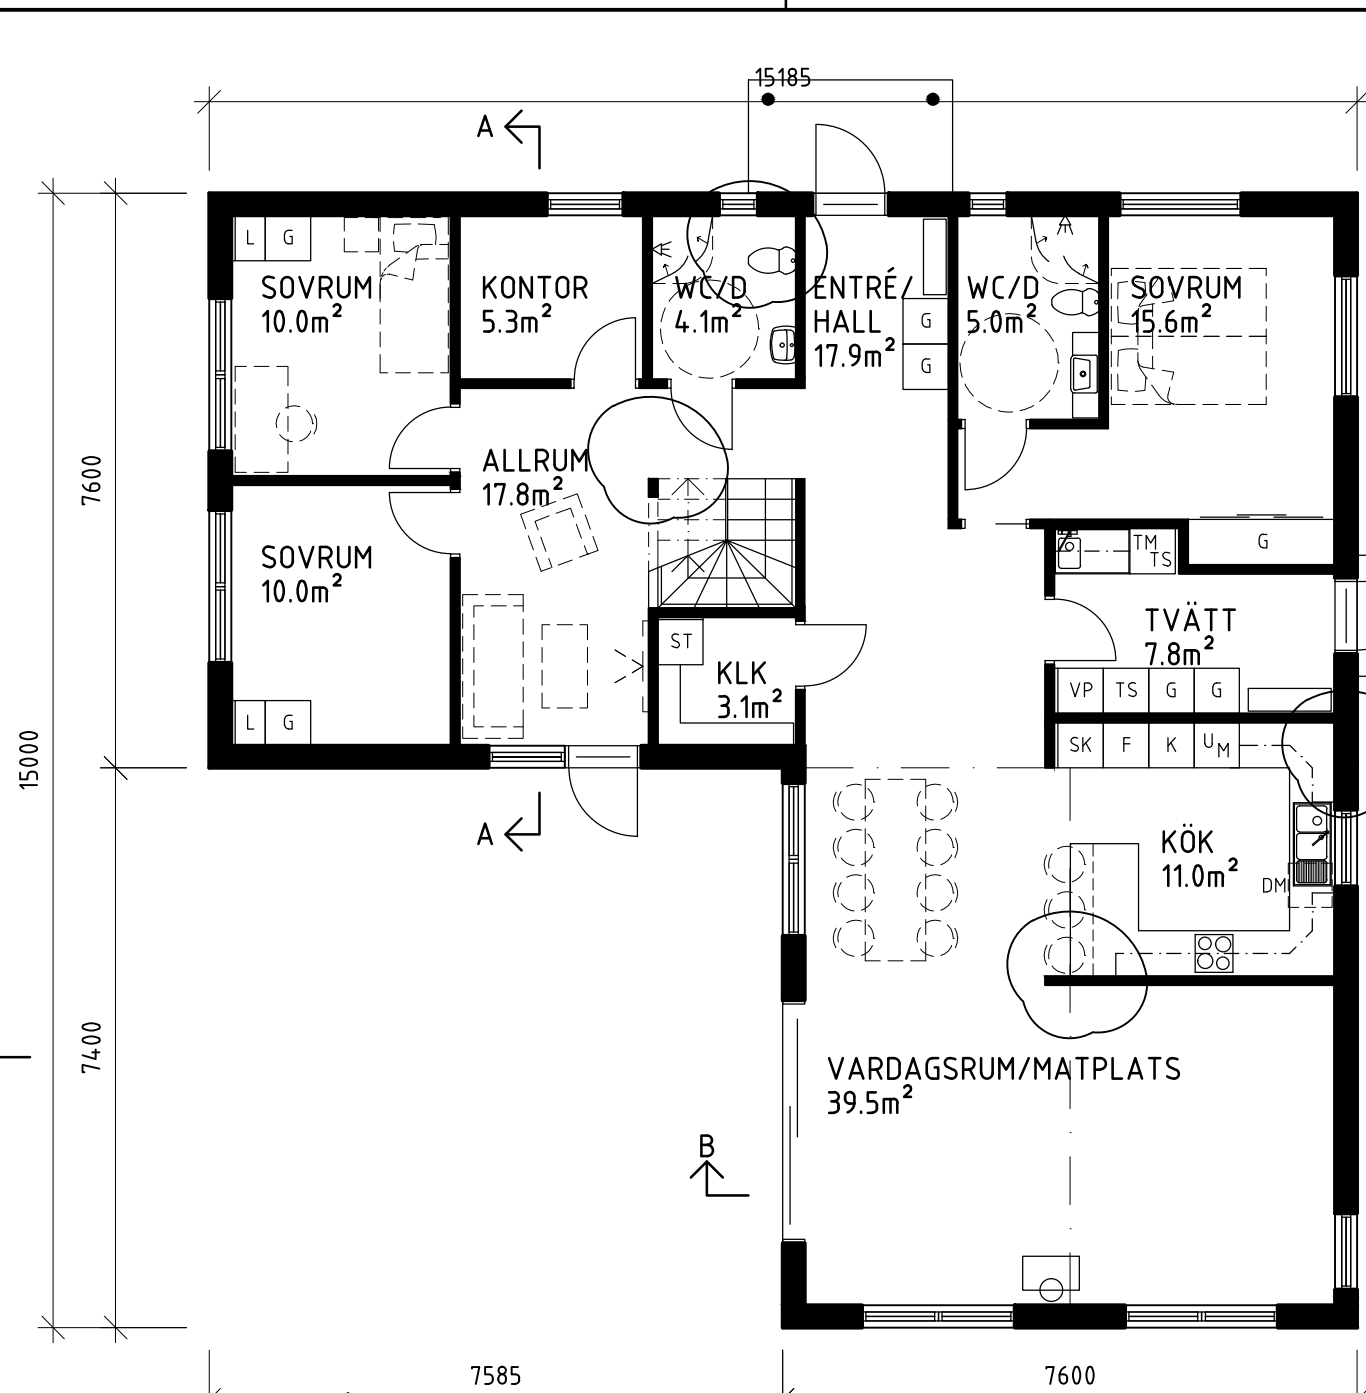 15185
A
L
G
SOVRUM
10.0m²
KONTOR
5.3m²
WC/D
4.1m²
ENTRÉ/
HALL
17.9m²
G
G
WC/D
5.0m²
SOVRUM
15.6m²
7600
ALLRUM
17.8m²
SOVRUM
10.0m²
TM
TS
G
TVÄTT
7.8m²
ST
KLK
3.1m²
VP
TS
G
G
L
G
SK
F
K
UM
15000
A
KÖK
11.0m²
DM
7400
VARDAGSRUM/MATPLATS
39.5m²
B
7585
7600